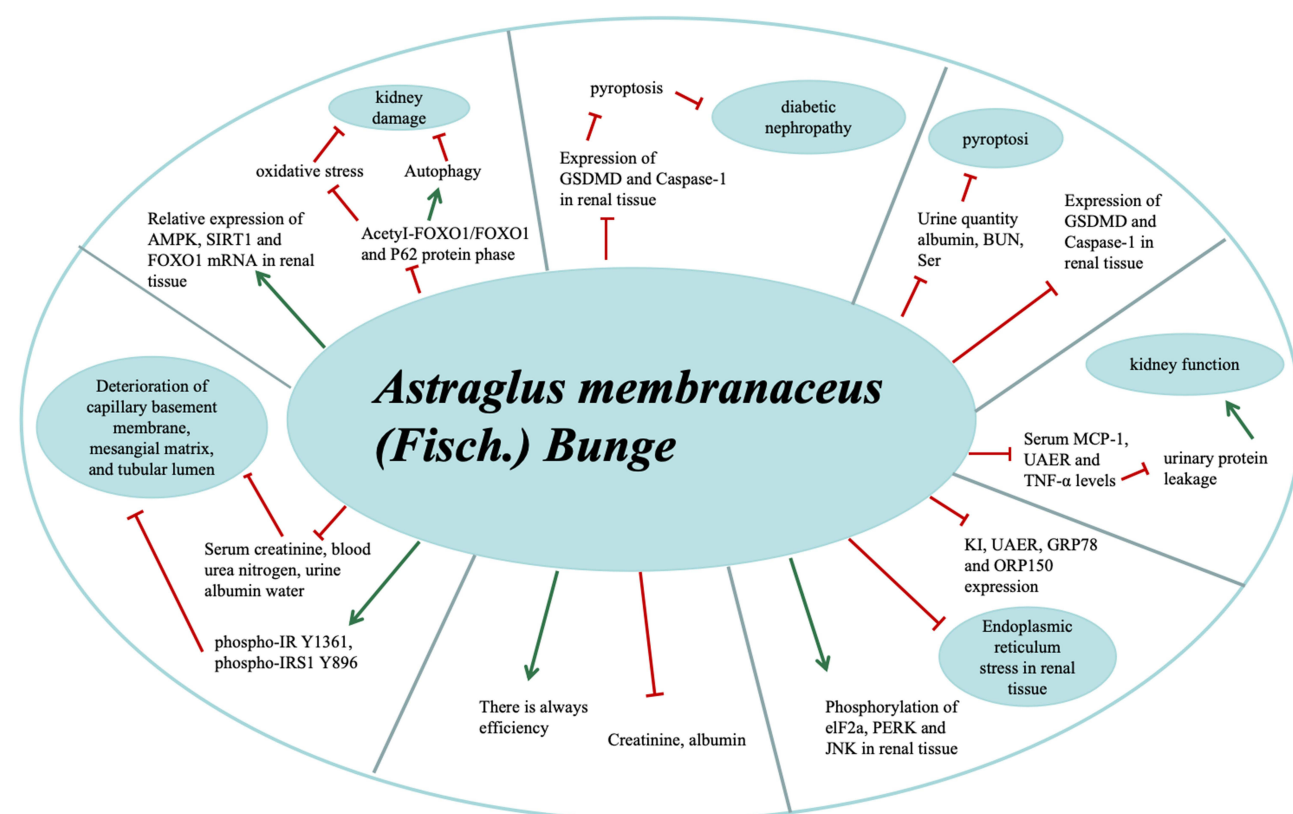 kidney
damage
oxidative stress
Autophagy
Relative expression of
AMPK, SIRT1 and
FOXO1 mRNA in renal
tissue
AcetyI-FOXO1/FOXO1
and P62 protein phase
pyroptosis
diabetic
nephropathy
Expression of
GSDMD and Caspase-1
in renal tissue
pyroptosi
Urine quantity
albumin, BUN,
Ser
Expression of
GSDMD and
Caspase-1 in
renal tissue
kidney function
Serum MCP-1,
UAER and
TNF-α levels
urinary protein
leakage
Astraglus membranaceus
(Fisch.) Bunge
Deterioration of
capillary basement
membrane,
mesangial matrix,
and tubular lumen
Serum creatinine, blood
urea nitrogen, urine
albumin water
phospho-IR Y1361,
phospho-IRS1 Y896
There is always
efficiency
Creatinine, albumin
KI, UAER, GRP78
and ORP150
expression
Endoplasmic
reticulum
stress in renal
tissue
Phosphorylation of
elF2a, PERK and
JNK in renal tissue